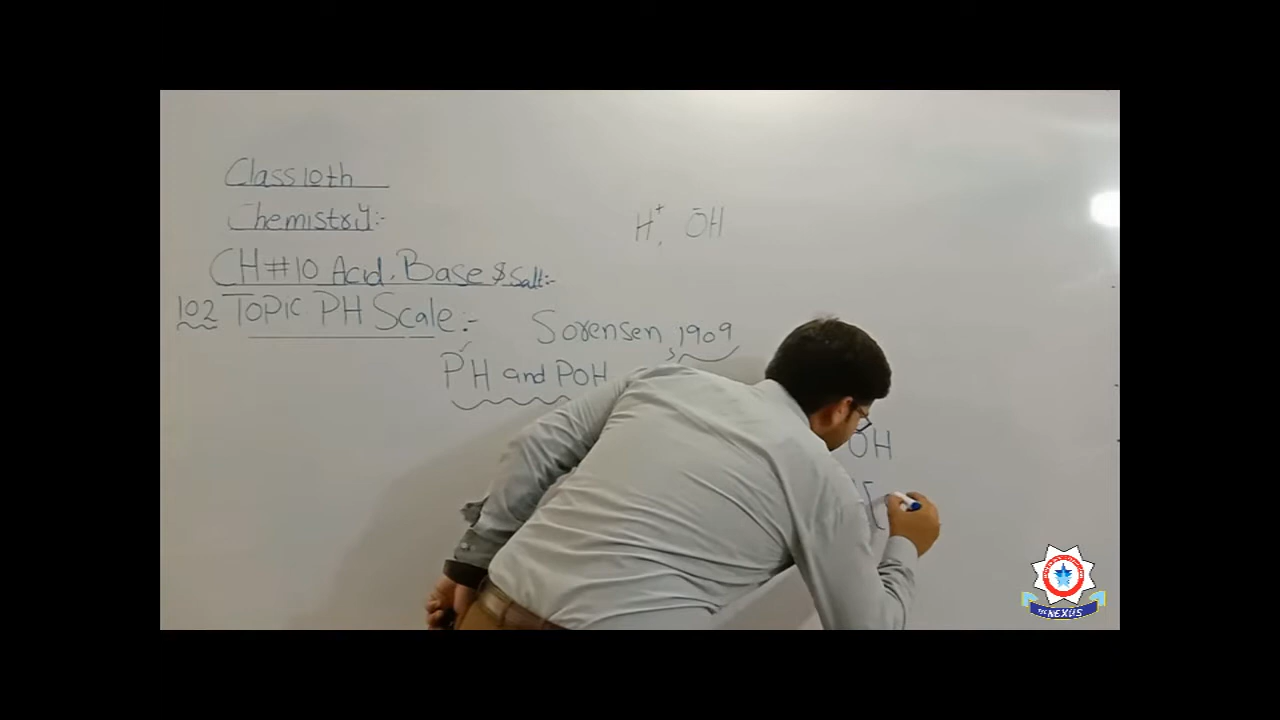 Class 10th
Chemistry:-
H⁺, ŌH
CH#10 Acid, Base $ Salt:-
102 TOPIC PH Scale:-
Sorensen, 1909
PH and POH
OH
[
NEXUS